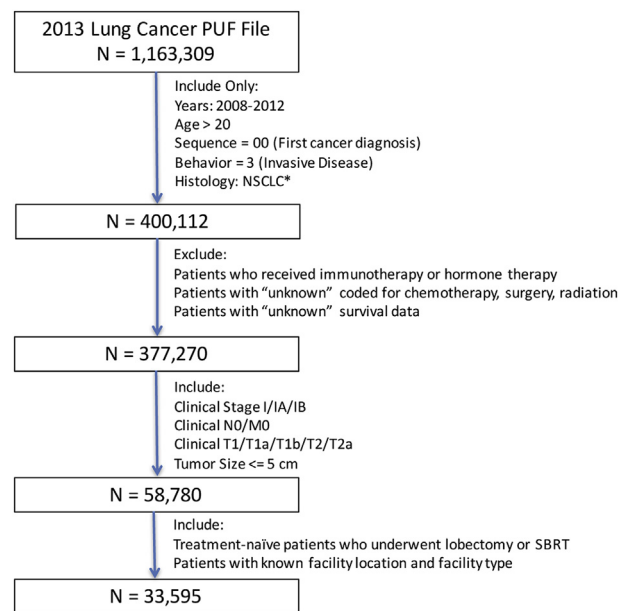 2013 Lung Cancer PUF File
N = 1,163,309
Include Only:
Years: 2008-2012
Age > 20
Sequence = 00 (First cancer diagnosis)
Behavior = 3 (Invasive Disease)
Histology: NSCLC*
N = 400,112
Exclude:
Patients who received immunotherapy or hormone therapy
Patients with “unknown” coded for chemotherapy, surgery, radiation
Patients with “unknown” survival data
N = 377,270
Include:
Clinical Stage I/IA/IB
Clinical N0/M0
Clinical T1/T1a/T1b/T2/T2a
Tumor Size <= 5 cm
N = 58,780
Include:
Treatment-naïve patients who underwent lobectomy or SBRT
Patients with known facility location and facility type
N = 33,595